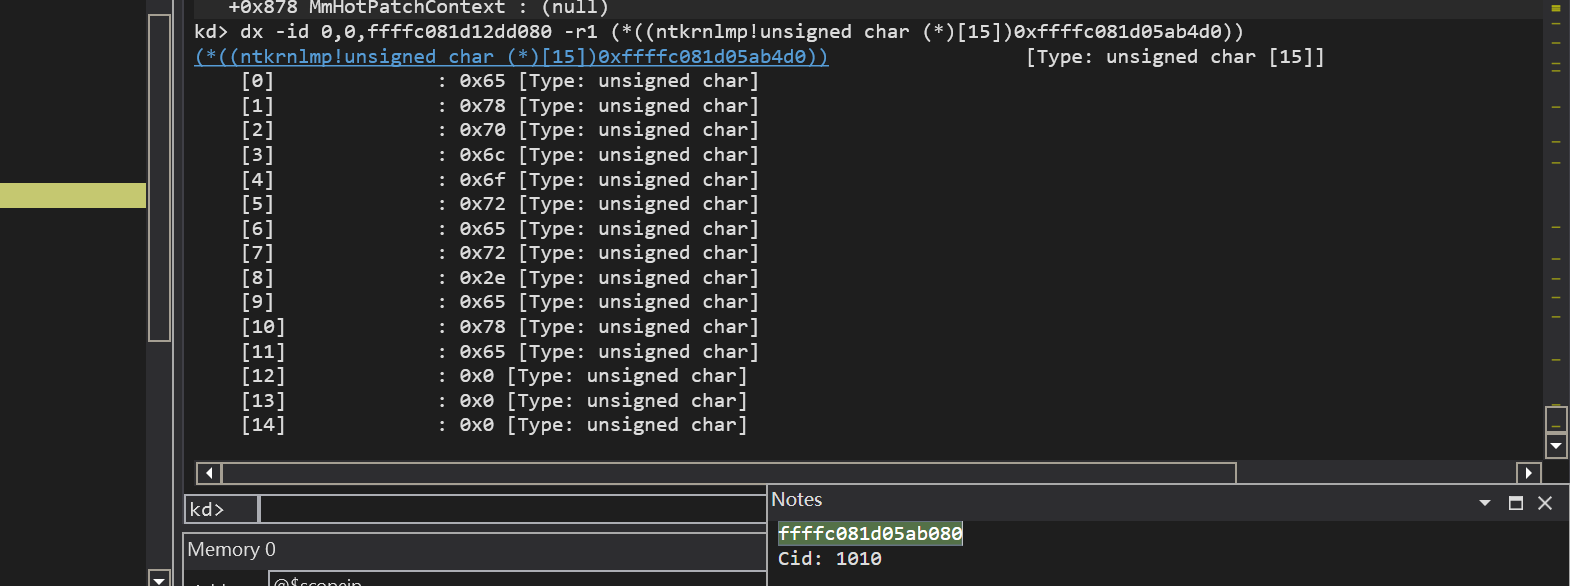 +0x878 MmHotPatchContext : (null)
kd> dx -id 0,0,ffffc081d12dd080 -r1 (*((ntkrnlmp!unsigned char (*)[15])0xffffc081d05ab4d0))
(*((ntkrnlmp!unsigned char (*)[15])0xffffc081d05ab4d0)) [Type: unsigned char [15]]
[0] : 0x65 [Type: unsigned char]
[1] : 0x78 [Type: unsigned char]
[2] : 0x70 [Type: unsigned char]
[3] : 0x6c [Type: unsigned char]
[4] : 0x6f [Type: unsigned char]
[5] : 0x72 [Type: unsigned char]
[6] : 0x65 [Type: unsigned char]
[7] : 0x72 [Type: unsigned char]
[8] : 0x2e [Type: unsigned char]
[9] : 0x65 [Type: unsigned char]
[10] : 0x78 [Type: unsigned char]
[11] : 0x65 [Type: unsigned char]
[12] : 0x0 [Type: unsigned char]
[13] : 0x0 [Type: unsigned char]
[14] : 0x0 [Type: unsigned char]
kd>
Notes
ffffc081d05ab080
Cid: 1010
Memory 0
@$scopeip